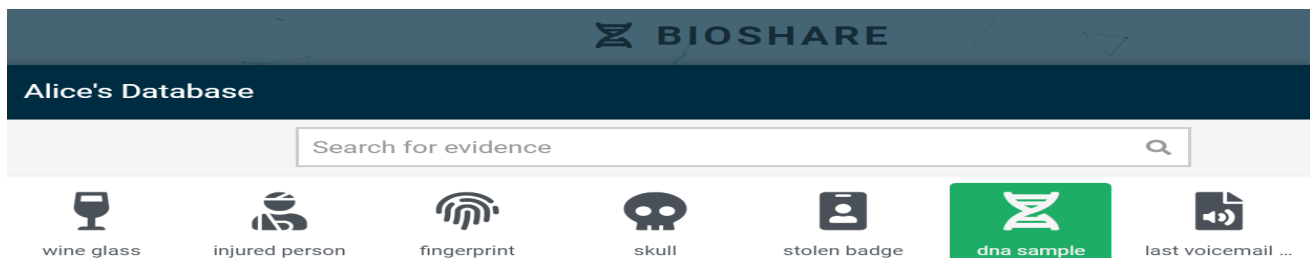 BIOSHARE
Alice's Database
Search for evidence
wine glass injured person fingerprint skull stolen badge dna sample last voicemail ...